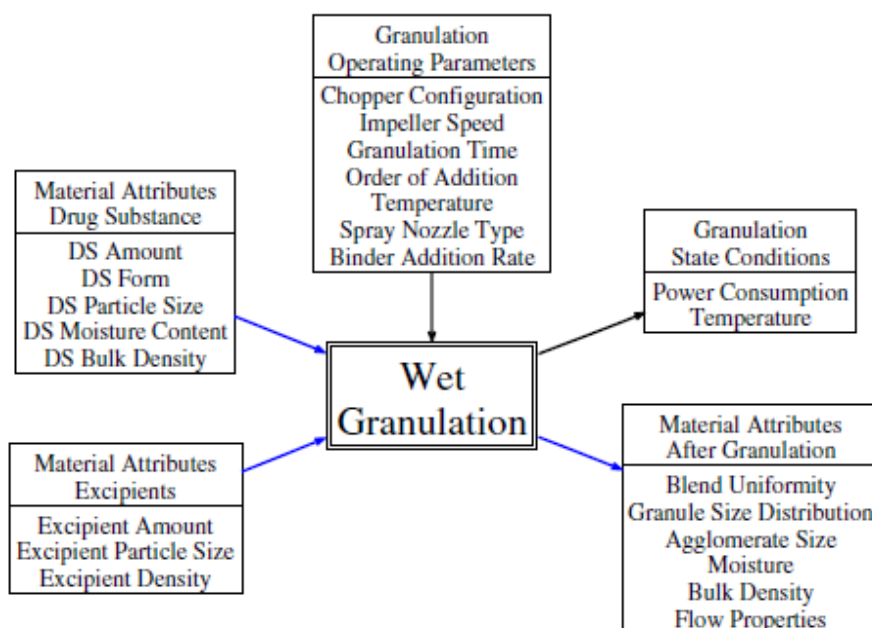 Granulation
Operating Parameters
Chopper Configuration
Impeller Speed
Granulation Time
Order of Addition
Temperature
Spray Nozzle Type
Binder Addition Rate
Material Attributes
Drug Substance
DS Amount
DS Form
DS Particle Size
DS Moisture Content
DS Bulk Density
Granulation
State Conditions
Power Consumption
Temperature
Wet
Granulation
Material Attributes
Excipients
Excipient Amount
Excipient Particle Size
Excipient Density
Material Attributes
After Granulation
Blend Uniformity
Granule Size Distribution
Agglomerate Size
Moisture
Bulk Density
Flow Properties